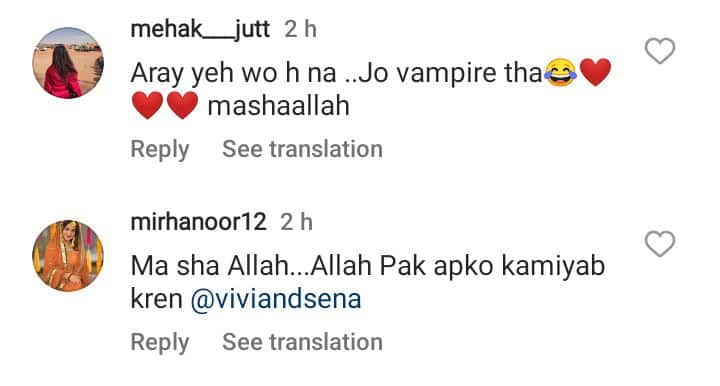 mehak___jutt 2 h
Aray yeh wo h na ..Jo vampire tha😂❤️
❤️❤️ mashaallah
Reply See translation
mirhanoor12 2 h
Ma sha Allah...Allah Pak apko kamiyab
kren @viviandsena
Reply See translation